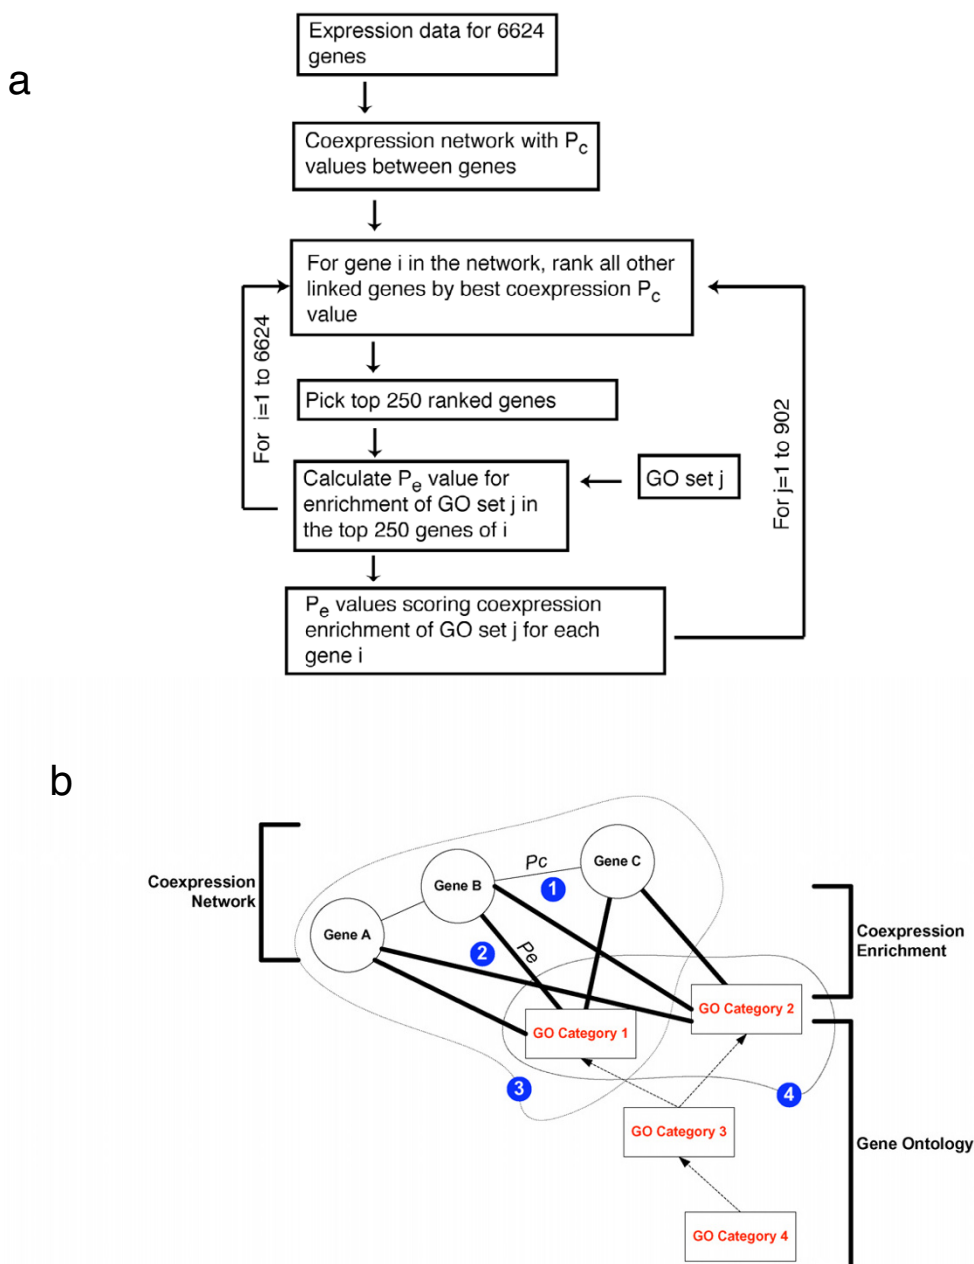 a
Expression data for 6624
genes
Coexpression network with Pc
values between genes
For gene i in the network, rank all other
linked genes by best coexpression Pc
value
For i=1 to 6624
Pick top 250 ranked genes
Calculate Pe value for
enrichment of GO set j in
the top 250 genes of i
GO set j
For j=1 to 902
Pe values scoring coexpression
enrichment of GO set j for each
gene i
b
Coexpression
Network
Gene A
Gene B
Pc
1
Gene C
2
Pe
Coexpression
Enrichment
GO Category 1
GO Category 2
3
4
GO Category 3
Gene Ontology
GO Category 4